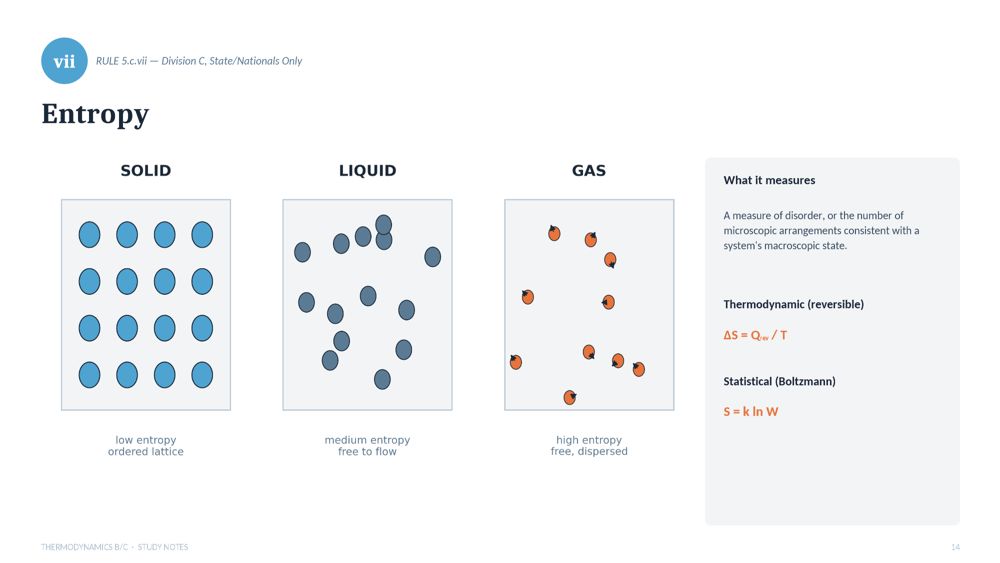 vii
RULE 5.c.vii — Division C, State/Nationals Only
Entropy
SOLID
LIQUID
GAS
low entropy
ordered lattice
medium entropy
free to flow
high entropy
free, dispersed
What it measures
A measure of disorder, or the number of
microscopic arrangements consistent with a
system's macroscopic state.
Thermodynamic (reversible)
ΔS = Qᵣₑᵥ / T
Statistical (Boltzmann)
S = k ln W
THERMODYNAMICS B/C · STUDY NOTES
14